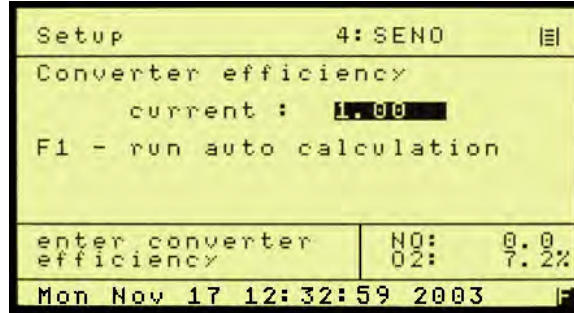 Setup 4:SENO
Converter efficiency
current : 1.00
F1 - run auto calculation
enter converter efficiency
NO: 0.0
O2: 7.2%
Mon Nov 17 12:32:59 2003